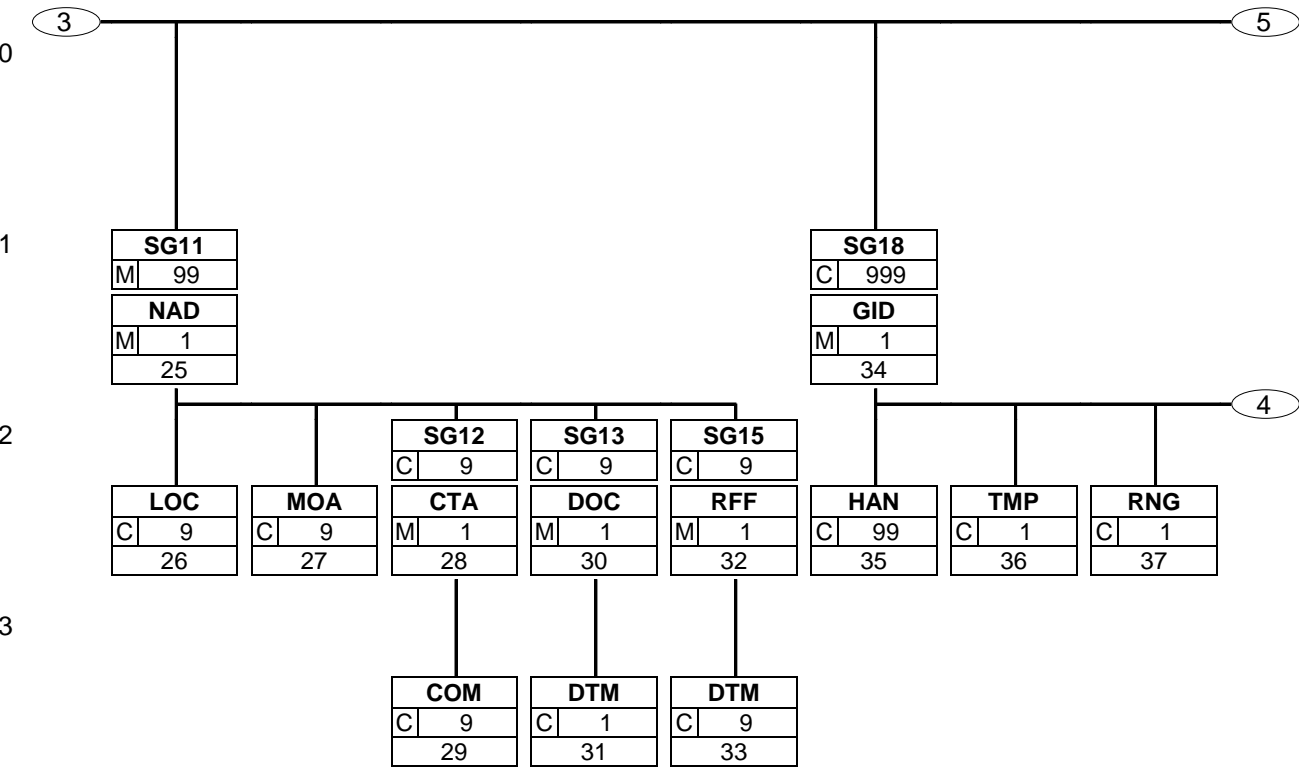 3 5
0
1
SG11 SG18
M 99 C 999
NAD GID
M 1 M 1
25 34
4
2
SG12 SG13 SG15
C 9 C 9 C 9
LOC MOA CTA DOC RFF HAN TMP RNG
C 9 C 9 M 1 M 1 M 1 C 99 C 1 C 1
26 27 28 30 32 35 36 37
3
COM DTM DTM
C 9 C 1 C 9
29 31 33